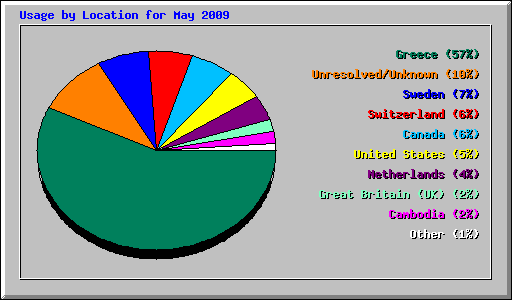 Usage by Location for May 2009
Greece (57%)
Unresolved/Unknown (10%)
Sweden (7%)
Switzerland (6%)
Canada (6%)
United States (5%)
Netherlands (4%)
Great Britain (UK) (2%)
Cambodia (2%)
Other (1%)